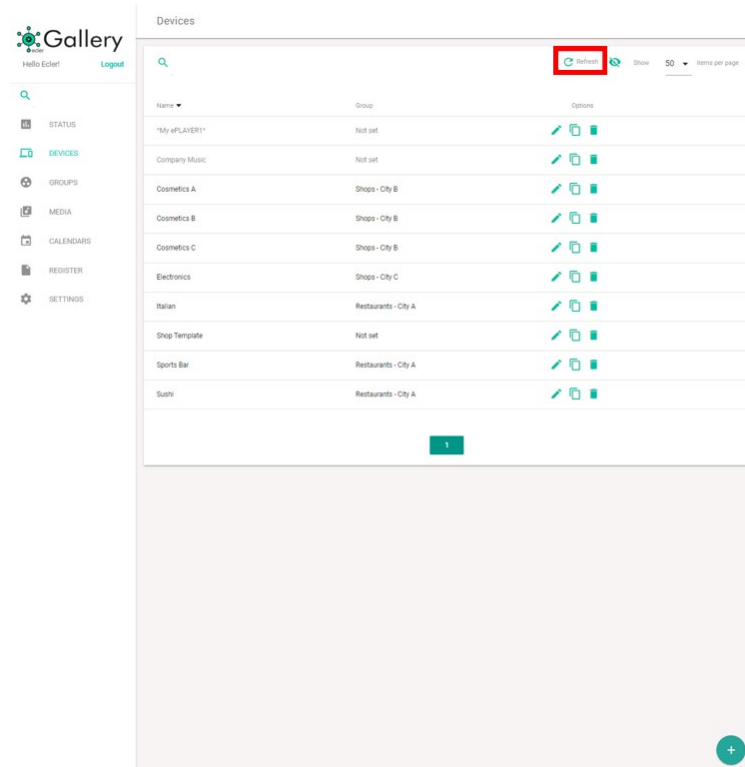 Devices
ecler
Gallery
Hello Ecler! Logout
Refresh Show 50 items per page
Name Group Options
*My ePLAYER1* Not set
Company Music Not set
Cosmetics A Shops - City B
Cosmetics B Shops - City B
Cosmetics C Shops - City B
Electronics Shops - City C
Italian Restaurants - City A
Shop Template Not set
Sports Bar Restaurants - City A
Sushi Restaurants - City A
1
STATUS
DEVICES
GROUPS
MEDIA
CALENDARS
REGISTER
SETTINGS